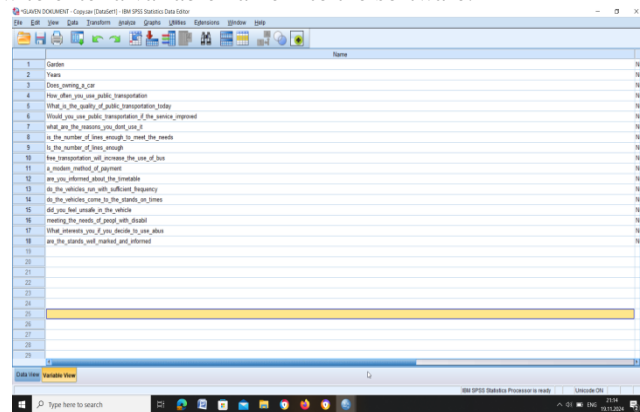 *GLAVEN DOKUMENT - Copy.sav [DataSet1] - IBM SPSS Statistics Data Editor
File Edit View Data Transform Analyze Graphs Utilities Extensions Window Help
Name
1 Garden N
2 Years N
3 Does_owning_a_car N
4 How_often_you_use_public_transportation N
5 What_is_the_quality_of_public_transportation_today N
6 Would_you_use_public_transportation_if_the_service_improved N
7 what_are_the_reasons_you_dont_use_it N
8 is_the_number_of_lines_enough_to_meet_the_needs N
9 Is_the_number_of_lines_enough N
10 free_transportation_will_increase_the_use_of_bus N
11 a_modern_method_of_payment N
12 are_you_informed_about_the_timetable N
13 do_the_vehicles_run_with_sufficient_frequency N
14 do_the_vehicles_come_to_the_stands_on_times N
15 did_you_feel_unsafe_in_the_vehicle N
16 meeting_the_needs_of_peopl_with_disabil N
17 What_interests_you_if_you_decide_to_use_abus N
18 are_the_stands_well_marked_and_informed N
19
20
21
22
23
24
25
26
27
28
29
Data View Variable View
IBM SPSS Statistics Processor is ready Unicode:ON
Type here to search
ENG
21:14
19.11.2024